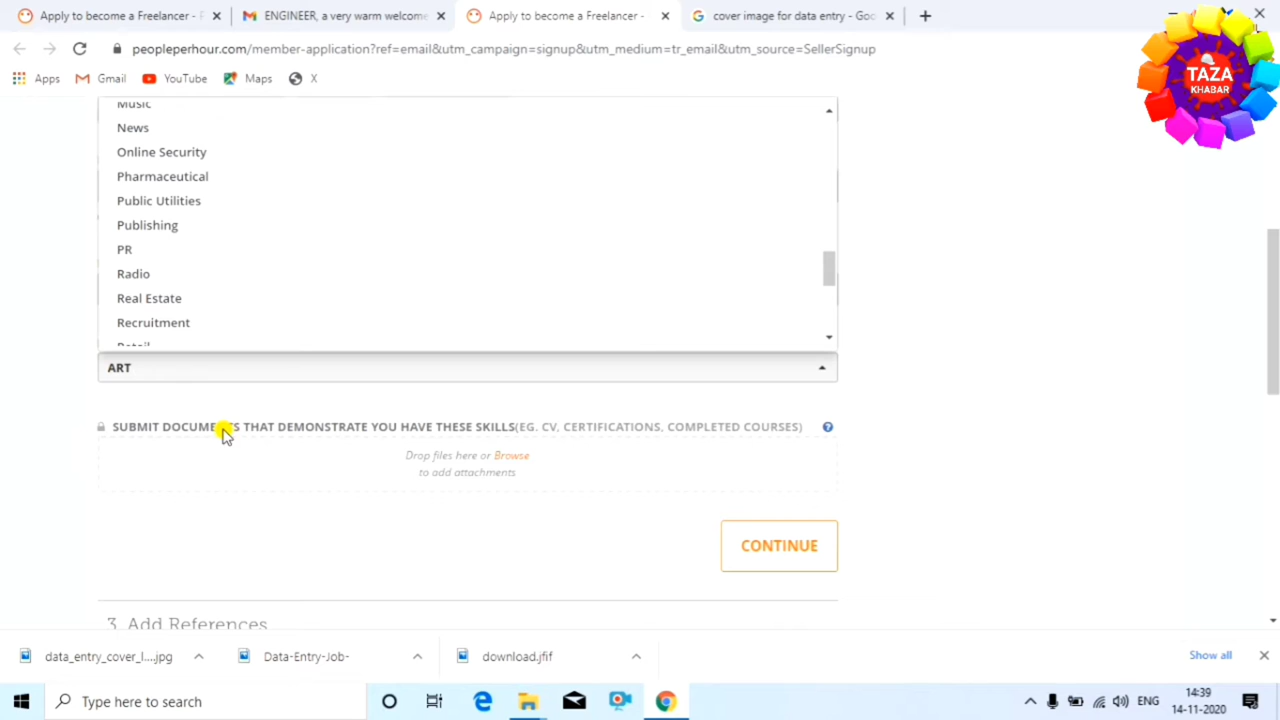 Apply to become a Freelancer -
ENGINEER, a very warm welcome
Apply to become a Freelancer -
cover image for data entry - Goo
peopleperhour.com/member-application?ref=email&utm_campaign=signup&utm_medium=tr_email&utm_source=SellerSignup
Apps
Gmail
YouTube
Maps
X
TAZA
KHABAR
Music
News
Online Security
Pharmaceutical
Public Utilities
Publishing
PR
Radio
Real Estate
Recruitment
Retail
ART
SUBMIT DOCUMENTS THAT DEMONSTRATE YOU HAVE THESE SKILLS(EG. CV, CERTIFICATIONS, COMPLETED COURSES)
Drop files here or Browse
to add attachments
CONTINUE
3. Add References
data_entry_cover_l....jpg
Data-Entry-Job-
download.jfif
Show all
Type here to search
ENG
14:39
14-11-2020